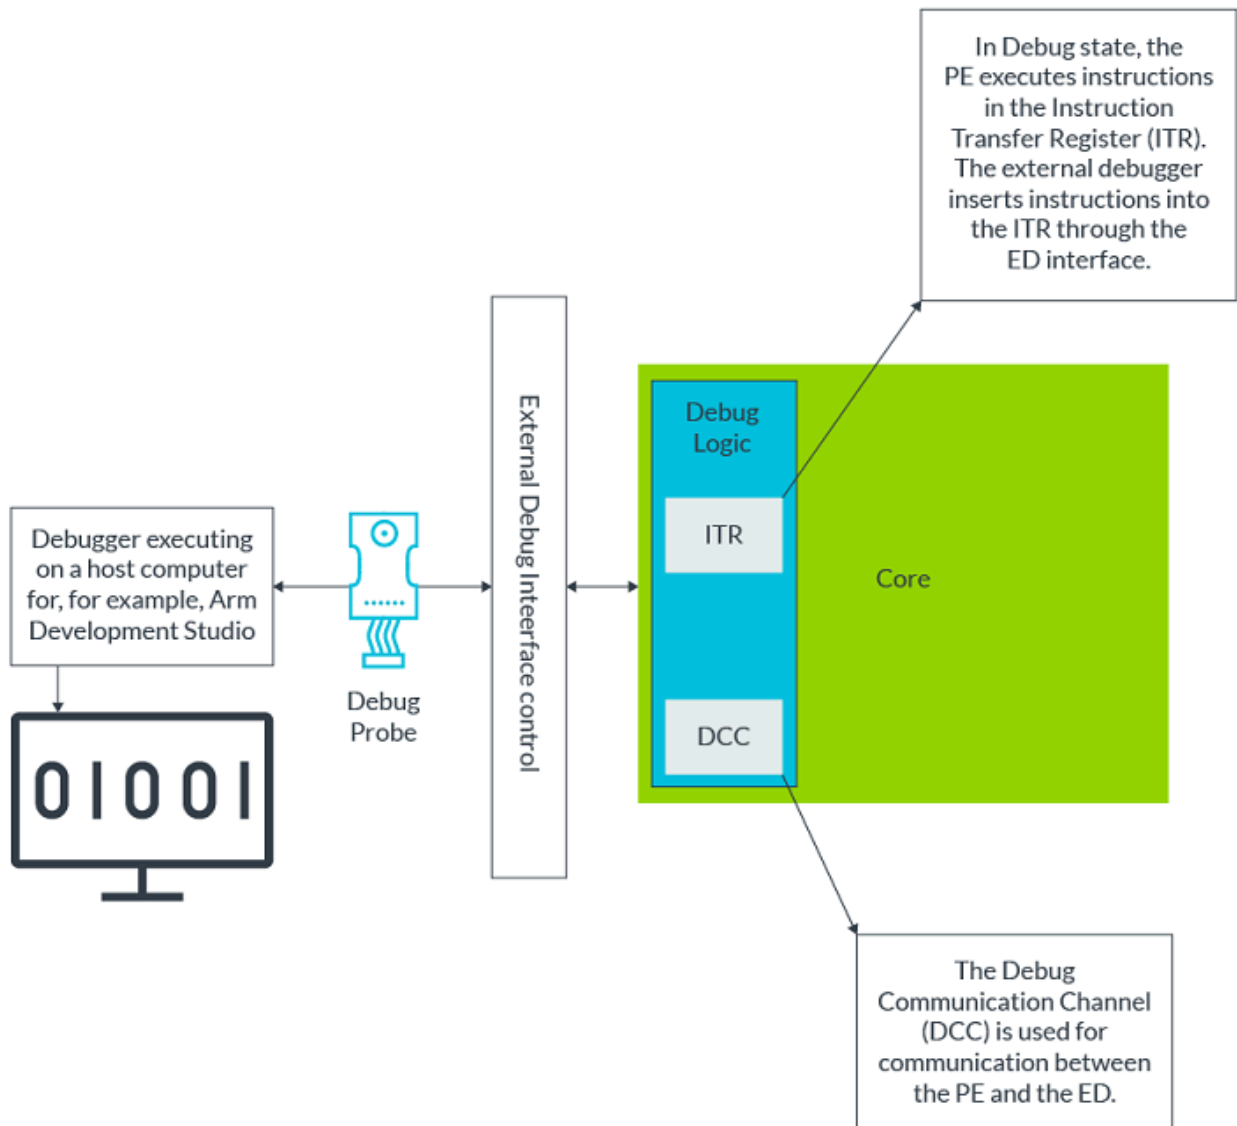 In Debug state, the
PE executes instructions
in the Instruction
Transfer Register (ITR).
The external debugger
inserts instructions into
the ITR through the
ED interface.
External Debug Inteerface control
Debug
Logic
ITR
Core
DCC
Debugger executing
on a host computer
for, for example, Arm
Development Studio
Debug
Probe
01001
The Debug
Communication Channel
(DCC) is used for
communication between
the PE and the ED.